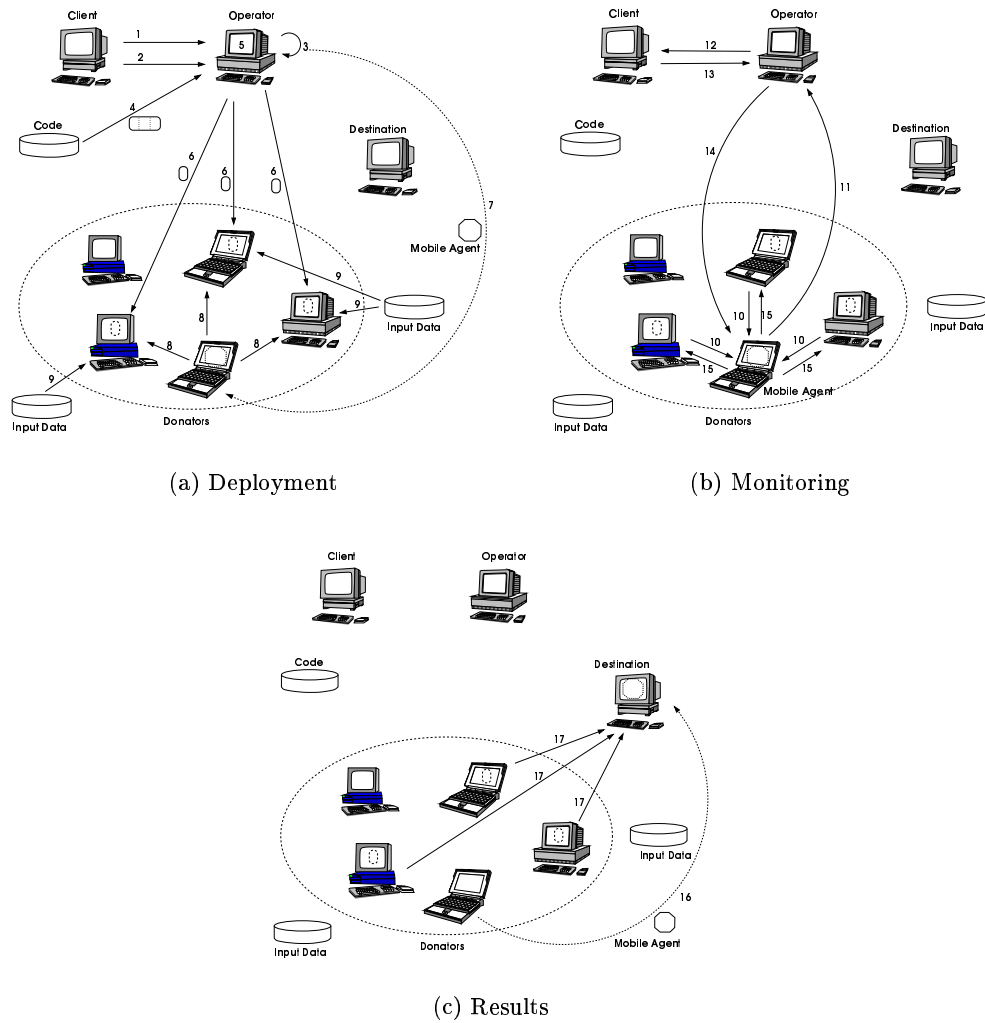 Client
Operator
1
2
3
5
4
Code
Destination
6
6
6
7
Mobile Agent
9
9
Input Data
8
8
8
9
Input Data
Donators
(a) Deployment
Client
Operator
12
13
Code
Destination
14
11
10
15
10
10
15
15
Mobile Agent
Input Data
Input Data
Donators
(b) Monitoring
Client
Operator
Code
Destination
17
17
17
Input Data
16
Mobile Agent
Input Data
Donators
(c) Results